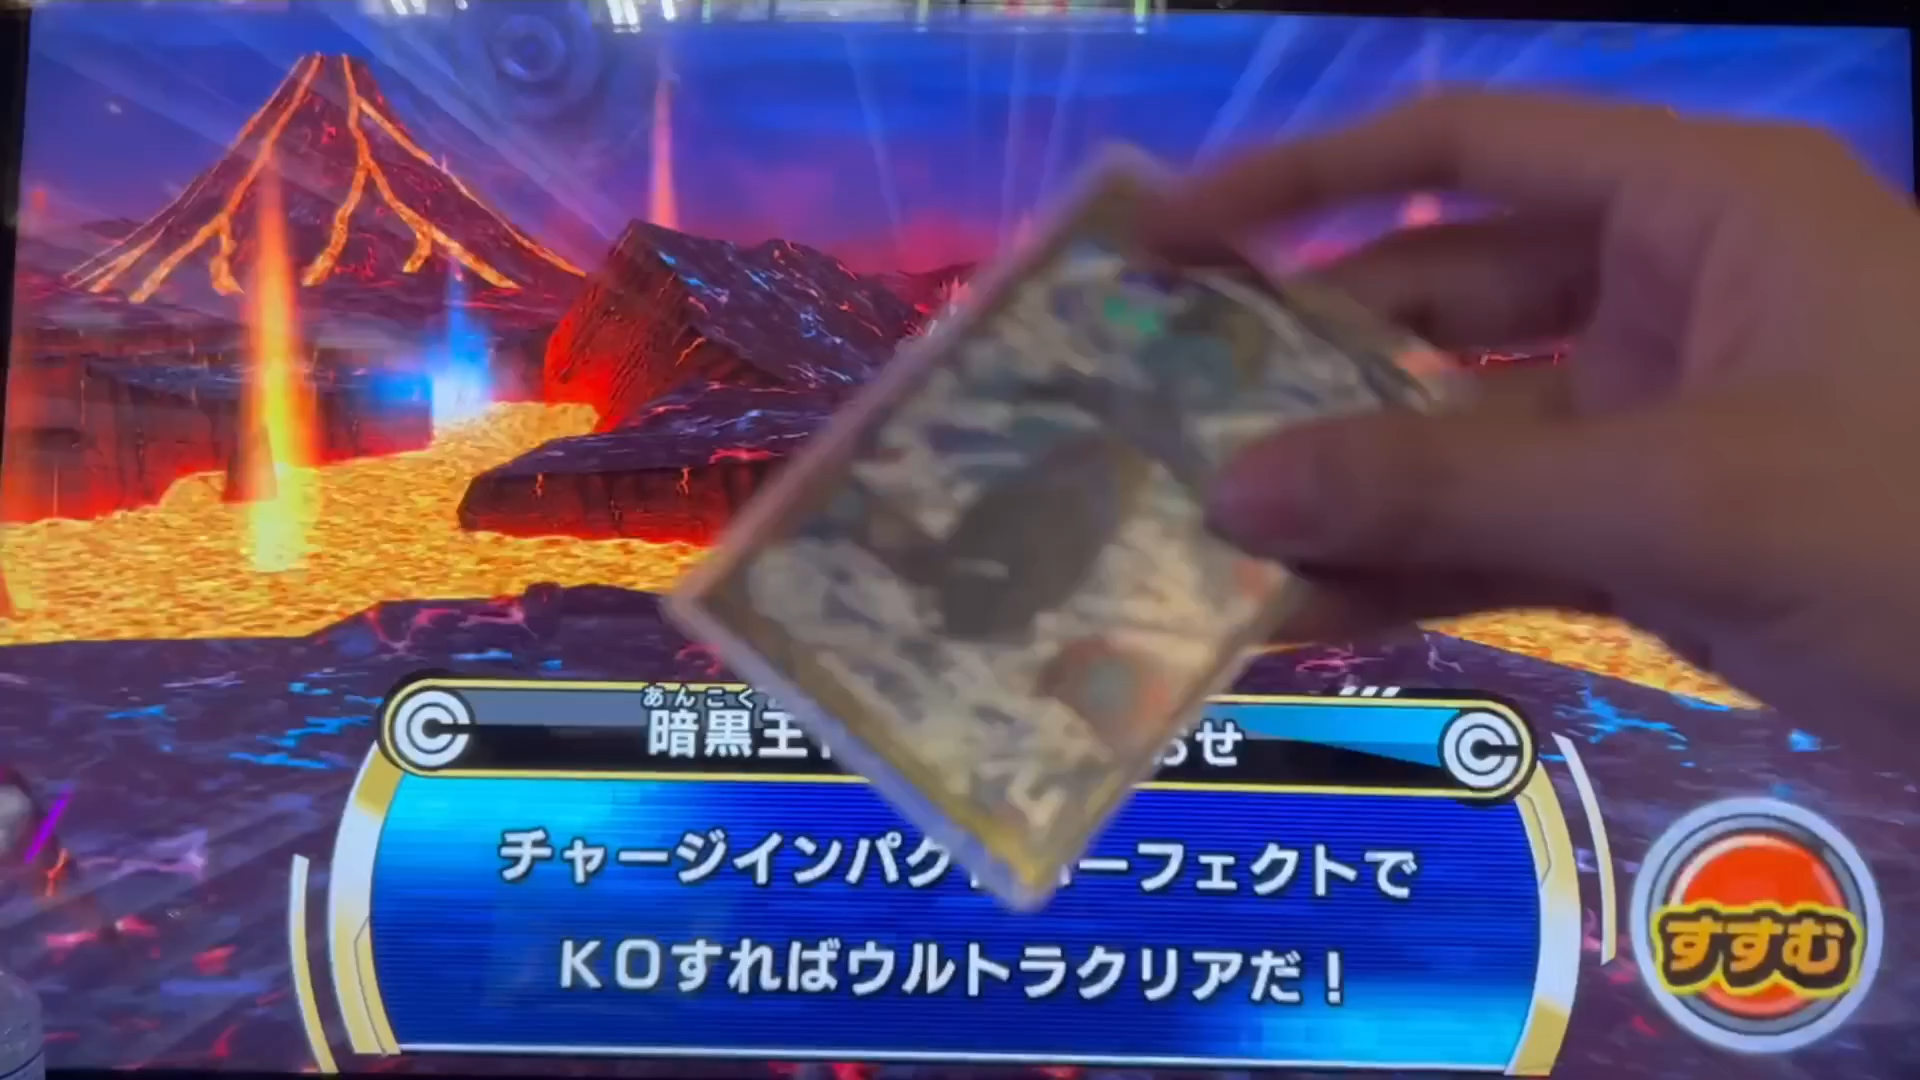 あんこく
暗黒王
らせ
チャージインパク ーフェクトで
KOすればウルトラクリアだ！
すすむ